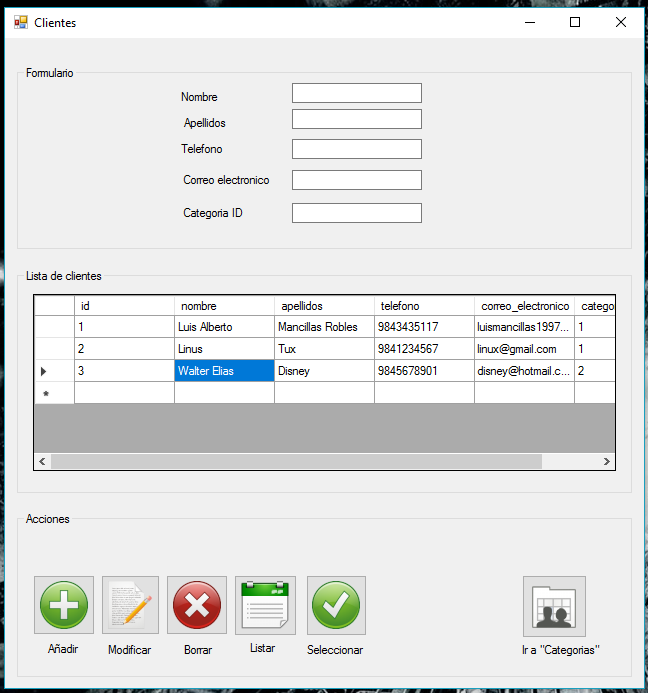 Clientes
Formulario
Nombre
Apellidos
Telefono
Correo electronico
Categoria ID
Lista de clientes
id nombre apellidos telefono correo_electronico catego
1 Luis Alberto Mancillas Robles 9843435117 luismancillas1997... 1
2 Linus Tux 9841234567 linux@gmail.com 1
3 Walter Elias Disney 9845678901 disney@hotmail.c... 2
Acciones
Añadir Modificar Borrar Listar Seleccionar Ir a "Categorias"